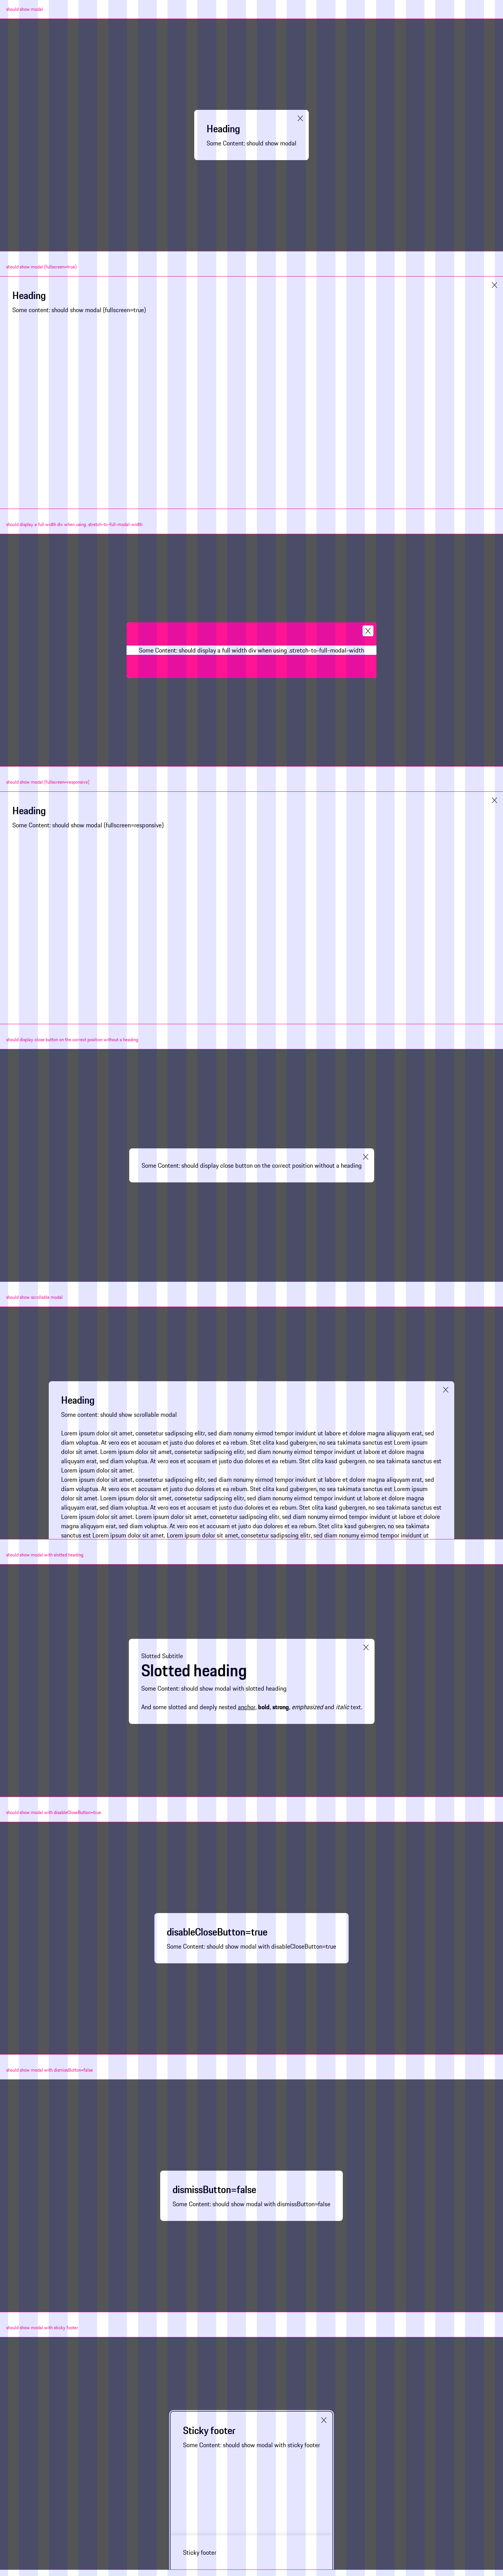 should show modal
Heading
Some Content: should show modal
should show modal (fullscreen=true)
Heading
Some content: should show modal (fullscreen=true)
should display a full width div when using .stretch-to-full-modal-width
Some Content: should display a full width div when using .stretch-to-full-modal-width
should show modal (fullscreen=responsive)
Heading
Some Content: should show modal (fullscreen=responsive)
should display close button on the correct position without a heading
Some Content: should display close button on the correct position without a heading
should show scrollable modal
Heading
Some content: should show scrollable modal
Lorem ipsum dolor sit amet, consetetur sadipscing elitr, sed diam nonumy eirmod tempor invidunt ut labore et dolore magna aliquyam erat, sed
diam voluptua. At vero eos et accusam et justo duo dolores et ea rebum. Stet clita kasd gubergren, no sea takimata sanctus est Lorem ipsum
dolor sit amet. Lorem ipsum dolor sit amet, consetetur sadipscing elitr, sed diam nonumy eirmod tempor invidunt ut labore et dolore magna
aliquyam erat, sed diam voluptua. At vero eos et accusam et justo duo dolores et ea rebum. Stet clita kasd gubergren, no sea takimata sanctus est
Lorem ipsum dolor sit amet.
Lorem ipsum dolor sit amet, consetetur sadipscing elitr, sed diam nonumy eirmod tempor invidunt ut labore et dolore magna aliquyam erat, sed
diam voluptua. At vero eos et accusam et justo duo dolores et ea rebum. Stet clita kasd gubergren, no sea takimata sanctus est Lorem ipsum
dolor sit amet. Lorem ipsum dolor sit amet, consetetur sadipscing elitr, sed diam nonumy eirmod tempor invidunt ut labore et dolore magna
aliquyam erat, sed diam voluptua. At vero eos et accusam et justo duo dolores et ea rebum. Stet clita kasd gubergren, no sea takimata sanctus est
Lorem ipsum dolor sit amet. Lorem ipsum dolor sit amet, consetetur sadipscing elitr, sed diam nonumy eirmod tempor invidunt ut labore et dolore
magna aliquyam erat, sed diam voluptua. At vero eos et accusam et justo duo dolores et ea rebum. Stet clita kasd gubergren, no sea takimata
sanctus est Lorem ipsum dolor sit amet. Lorem ipsum dolor sit amet, consetetur sadipscing elitr, sed diam nonumy eirmod tempor invidunt ut
should show modal with slotted heading
Slotted Subtitle
Slotted heading
Some Content: should show modal with slotted heading
And some slotted and deeply nested anchor, bold, strong, emphasized and italic text.
should show modal with disableCloseButton=true
disableCloseButton=true
Some Content: should show modal with disableCloseButton=true
should show modal with dismissButton=false
dismissButton=false
Some Content: should show modal with dismissButton=false
should show modal with sticky footer
Sticky footer
Some Content: should show modal with sticky footer
Sticky footer